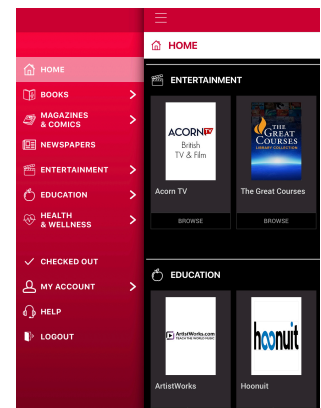 HOME
BOOKS
MAGAZINES
& COMICS
NEWSPAPERS
ENTERTAINMENT
EDUCATION
HEALTH
& WELLNESS
CHECKED OUT
MY ACCOUNT
HELP
LOGOUT
HOME
ENTERTAINMENT
ACORN TV
British
TV & Film
Acorn TV
BROWSE
THE
GREAT
COURSES
LIBRARY COLLECTION
The Great Courses
BROWSE
EDUCATION
ArtistWorks.com
TEACH THE WORLD MUSIC
ArtistWorks
hoonuit
Hoonuit